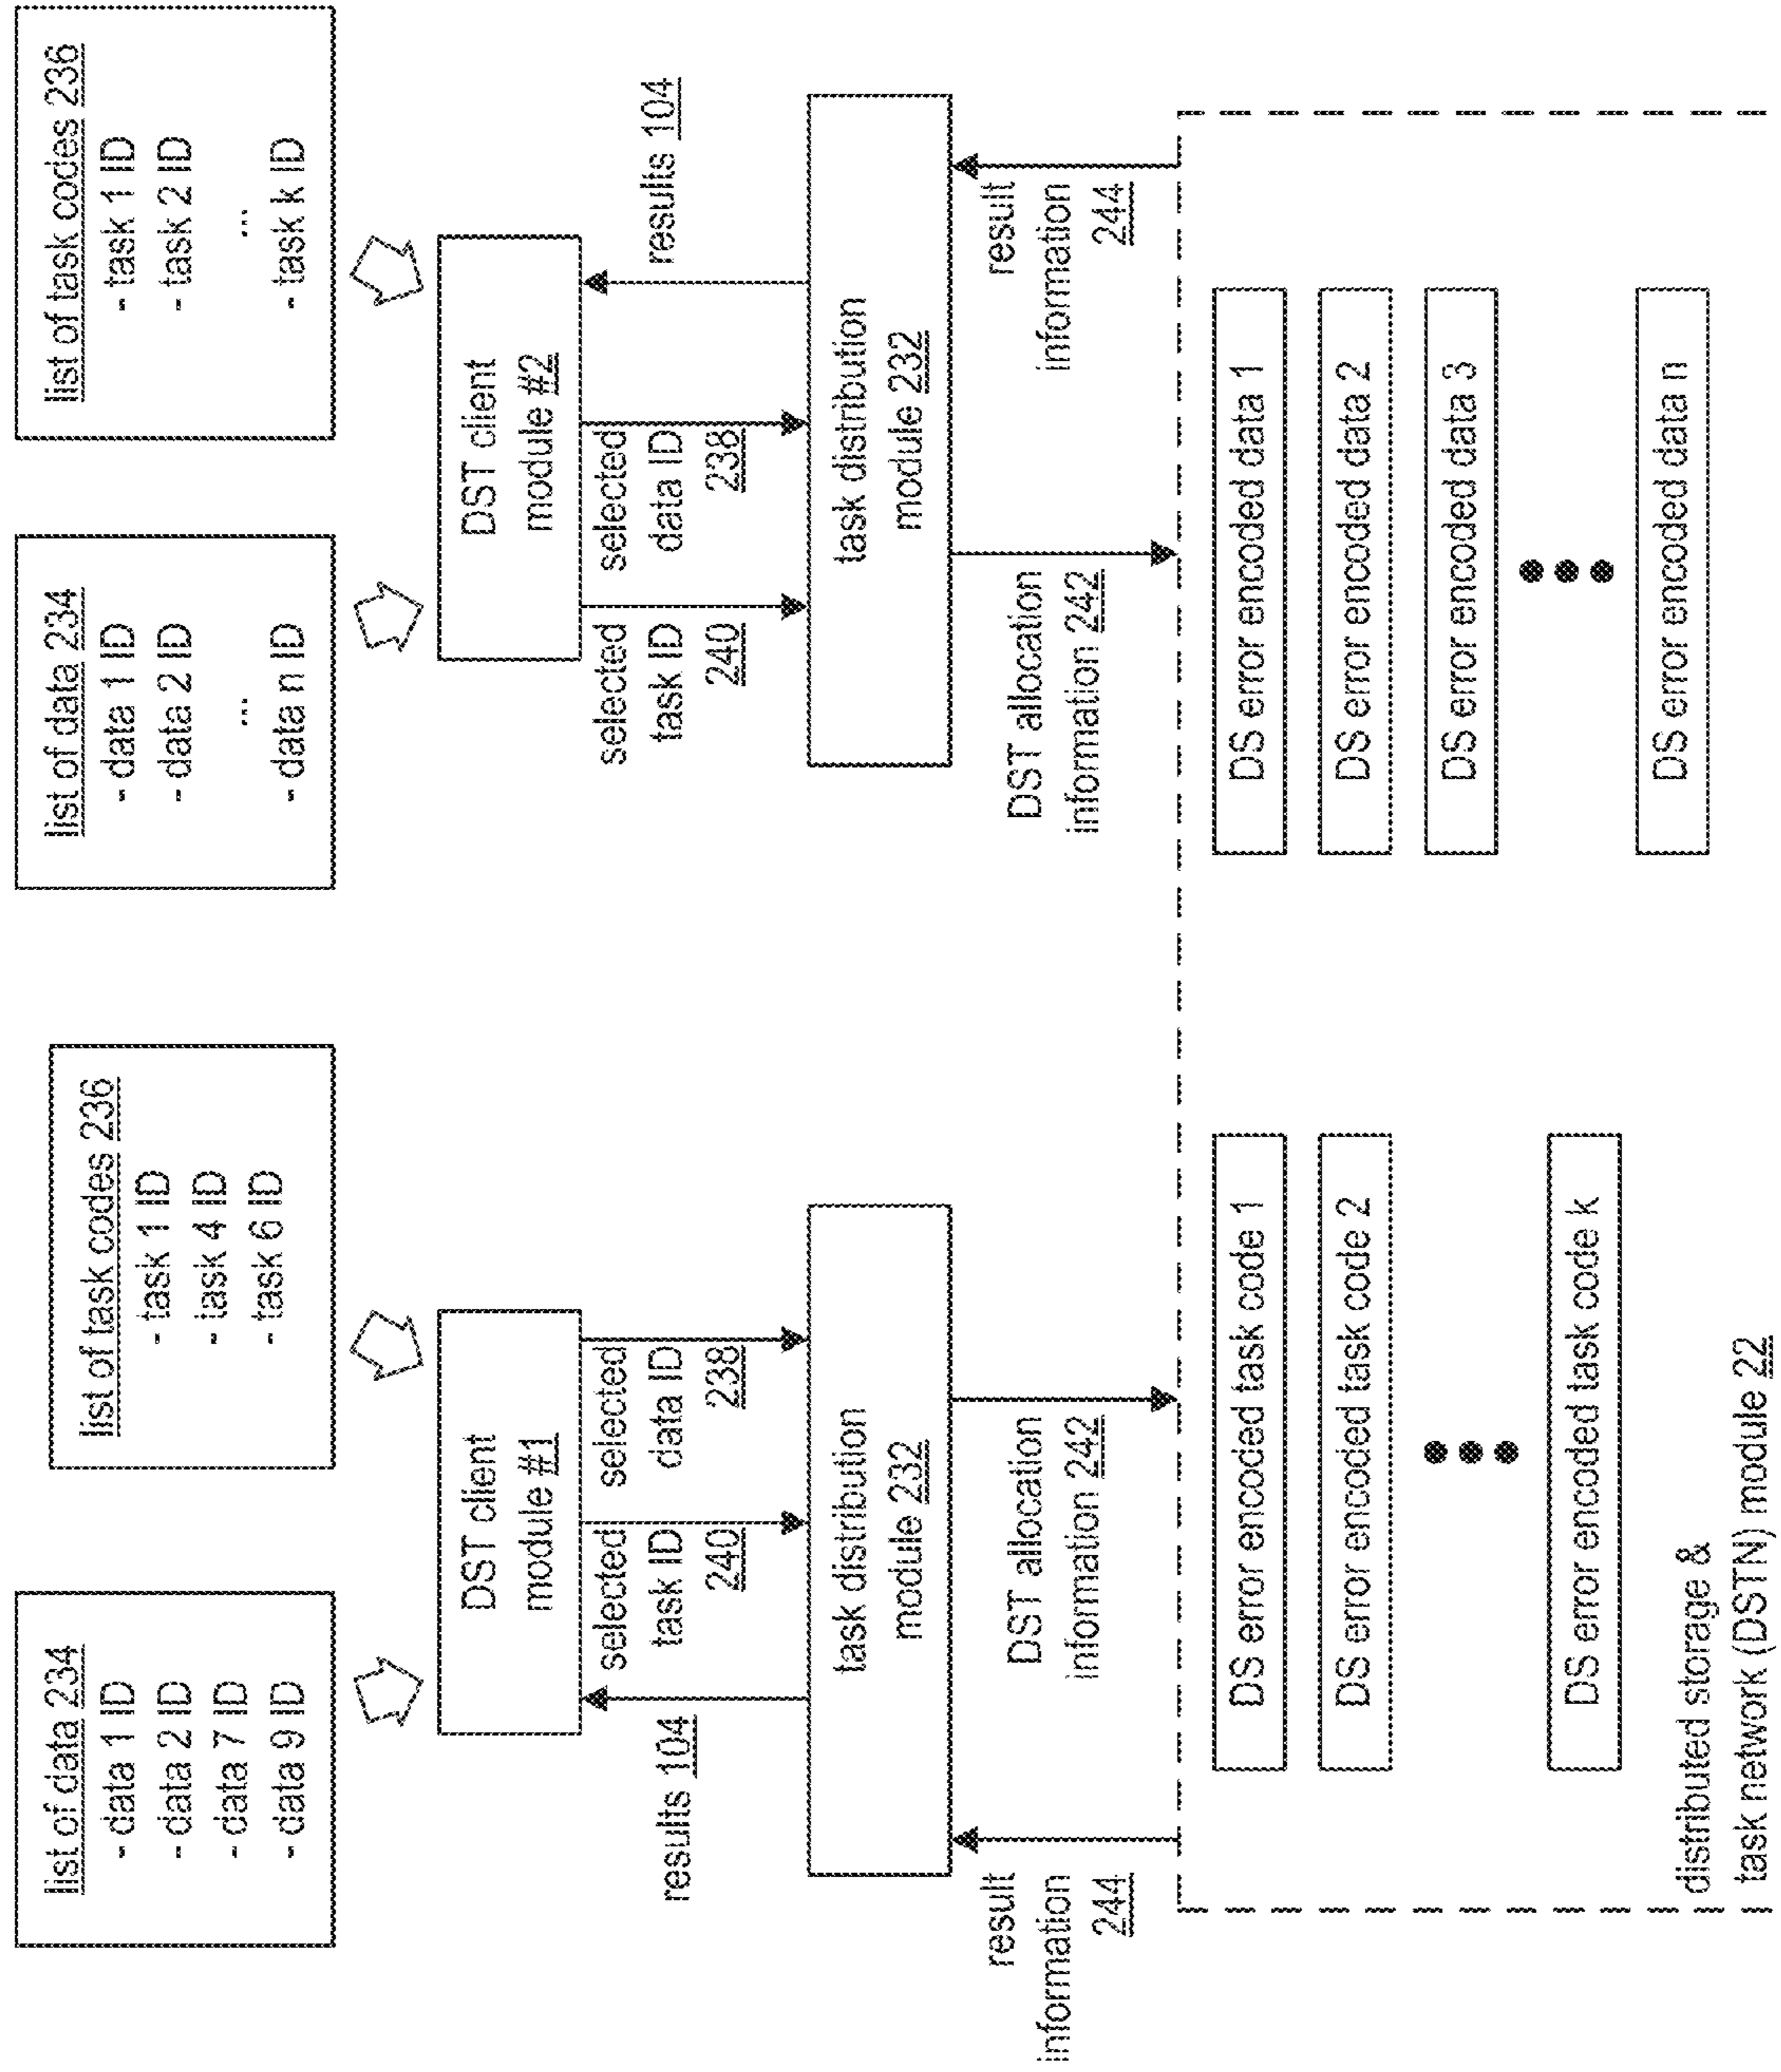 list of data 234
- data 1 ID
- data 2 ID
- data 7 ID
- data 9 ID
list of task codes 236
- task 1 ID
- task 4 ID
- task 6 ID
list of data 234
- data 1 ID
- data 2 ID
...
- data n ID
list of task codes 236
- task 1 ID
- task 2 ID
...
- task k ID
DST client
module #1
DST client
module #2
results 104
selected
task ID
240
selected
data ID
238
selected
task ID
240
selected
data ID
238
results 104
task distribution
module 232
task distribution
module 232
result
information
244
DST allocation
information 242
DST allocation
information 242
result
information
244
DS error encoded task code 1
DS error encoded task code 2
DS error encoded task code k
DS error encoded data 1
DS error encoded data 2
DS error encoded data 3
DS error encoded data n
distributed storage &
task network (DSTN) module 22